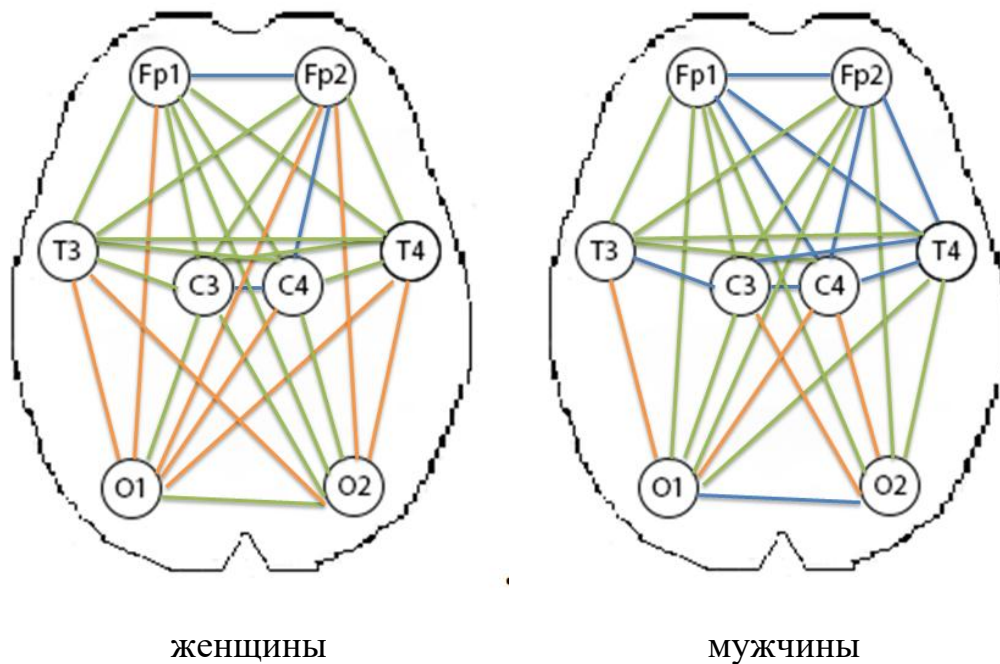 Fp1 Fp2 Fp1 Fp2
T3 T4 T3 T4
C3 C4 C3 C4
O1 O2 O1 O2
женщины мужчины